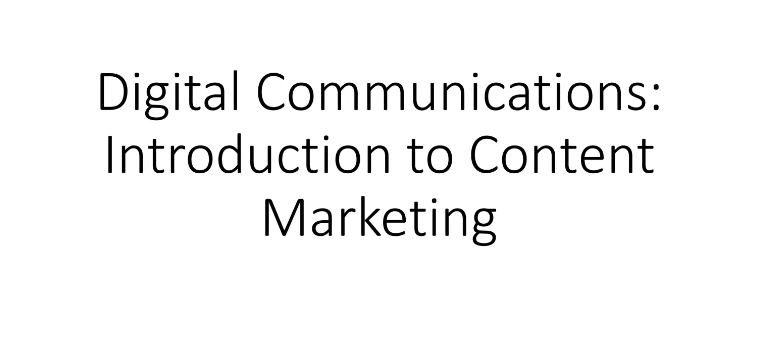 Digital Communications:
Introduction to Content
Marketing